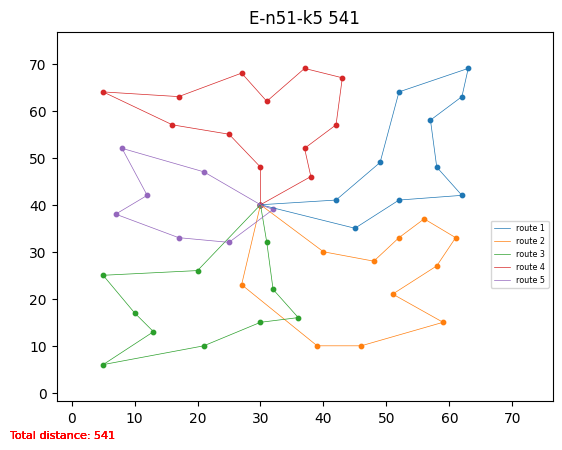 E-n51-k5 541
70
60
50
40
30
20
10
0
0 10 20 30 40 50 60 70
route 1
route 2
route 3
route 4
route 5
Total distance: 541